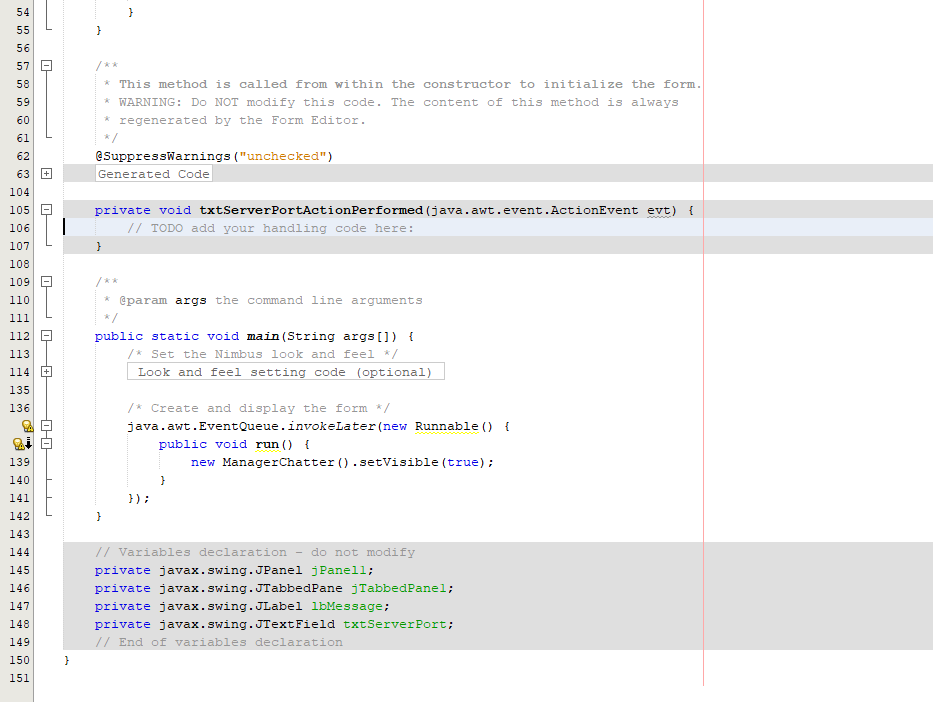 54 }
55 }
56
57 /**
58 * This method is called from within the constructor to initialize the form.
59 * WARNING: Do NOT modify this code. The content of this method is always
60 * regenerated by the Form Editor.
61 */
62 @SuppressWarnings("unchecked")
63 Generated Code
104
105 private void txtServerPortActionPerformed(java.awt.event.ActionEvent evt) {
106 // TODO add your handling code here:
107 }
108
109 /**
110 * @param args the command line arguments
111 */
112 public static void main(String args[]) {
113 /* Set the Nimbus look and feel */
114 Look and feel setting code (optional)
135
136 /* Create and display the form */
java.awt.EventQueue.invokeLater(new Runnable() {
public void run() {
139 new ManagerChatter().setVisible(true);
140 }
141 });
142 }
143
144 // Variables declaration - do not modify
145 private javax.swing.JPanel jPanel1;
146 private javax.swing.JTabbedPane jTabbedPane1;
147 private javax.swing.JLabel lbMessage;
148 private javax.swing.JTextField txtServerPort;
149 // End of variables declaration
150 }
151